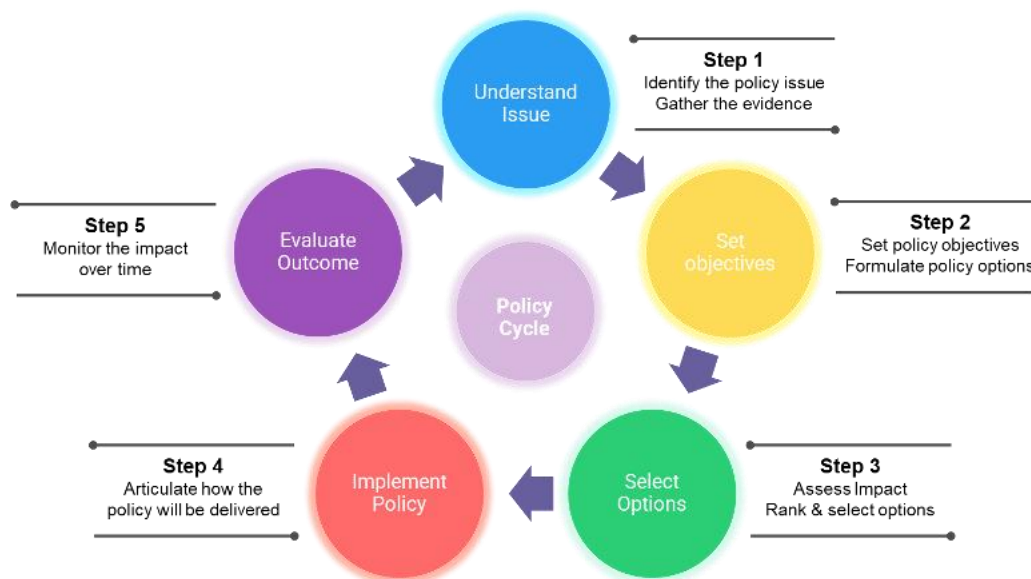 Understand
Issue
Step 1
Identify the policy issue
Gather the evidence
Set
objectives
Step 2
Set policy objectives
Formulate policy options
Select
Options
Step 3
Assess Impact
Rank & select options
Implement
Policy
Step 4
Articulate how the
policy will be delivered
Evaluate
Outcome
Step 5
Monitor the impact
over time
Policy
Cycle